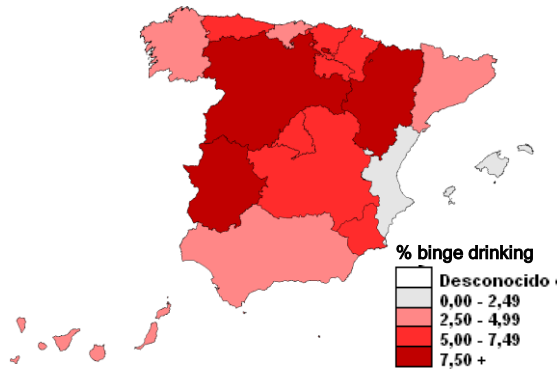 % binge drinking
Desconocido
0,00 - 2,49
2,50 - 4,99
5,00 - 7,49
7,50 +